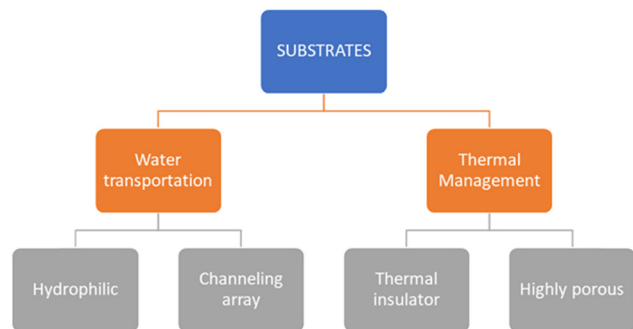 SUBSTRATES
Water
transportation
Thermal
Management
Hydrophilic
Channeling
array
Thermal
insulator
Highly porous